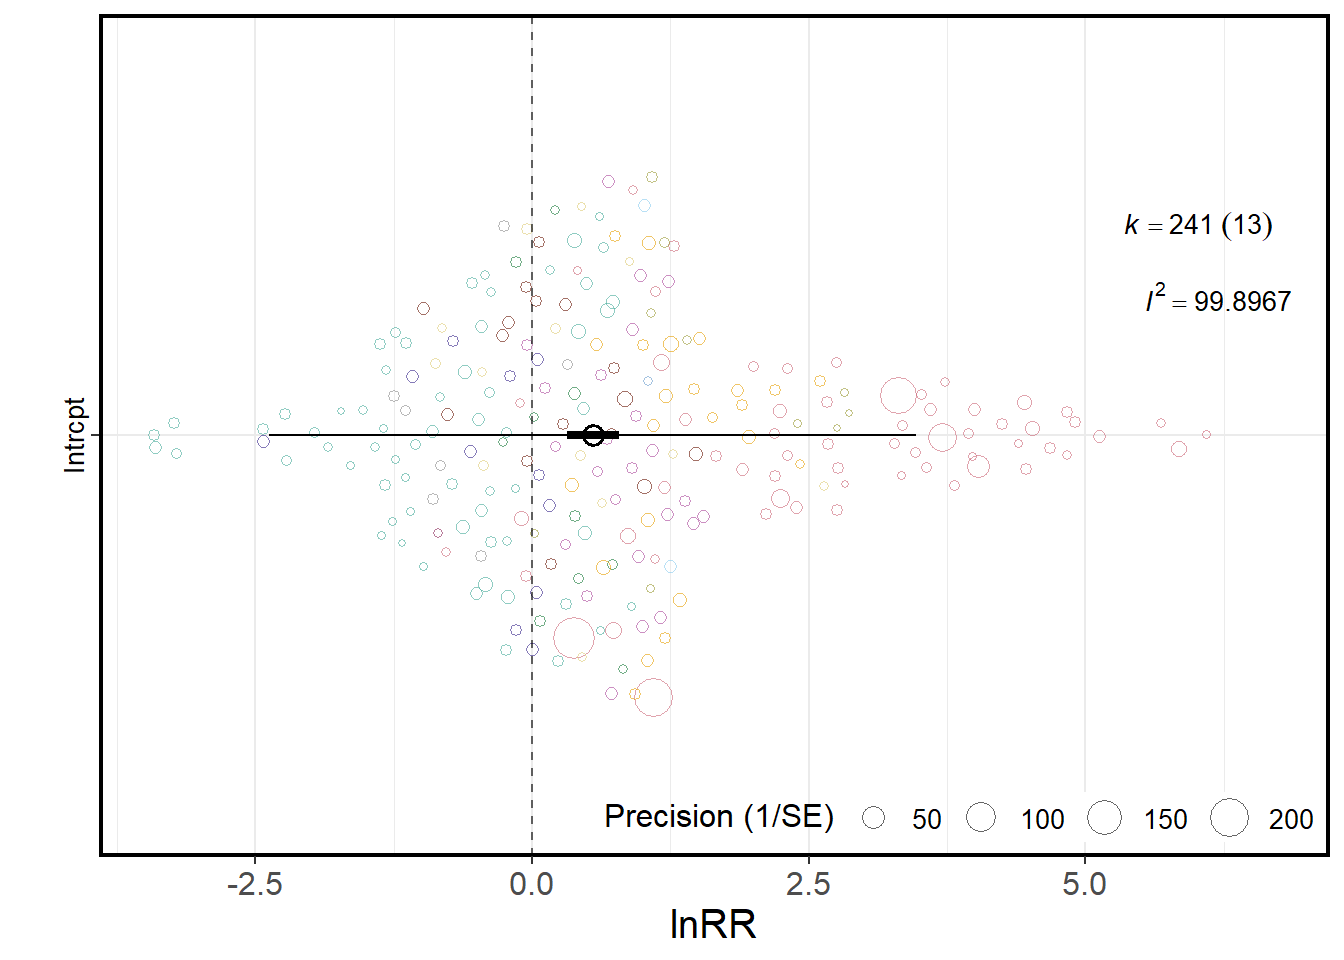 k = 241 (13)
I² = 99.8967
Intrcpt
Precision (1/SE) 50 100 150 200
-2.5 0.0 2.5 5.0
lnRR